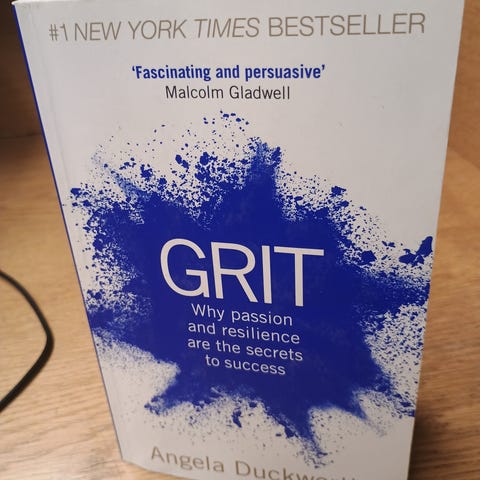 #1 NEW YORK TIMES BESTSELLER
'Fascinating and persuasive'
Malcolm Gladwell
GRIT
Why passion
and resilience
are the secrets
to success
Angela Duckworth